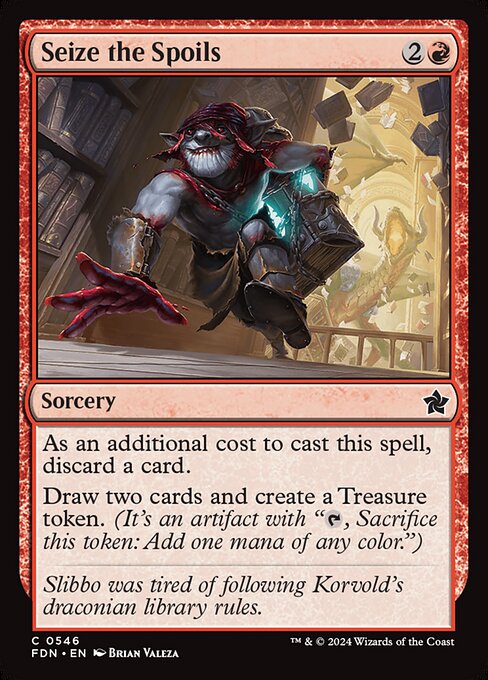 Seize the Spoils 2
Sorcery
As an additional cost to cast this spell,
discard a card.
Draw two cards and create a Treasure
token. (It's an artifact with “, Sacrifice
this token: Add one mana of any color.”)
Slibbo was tired of following Korvold's
draconian library rules.
C 0546
FDN • EN Brian Valeza
™ & © 2024 Wizards of the Coast